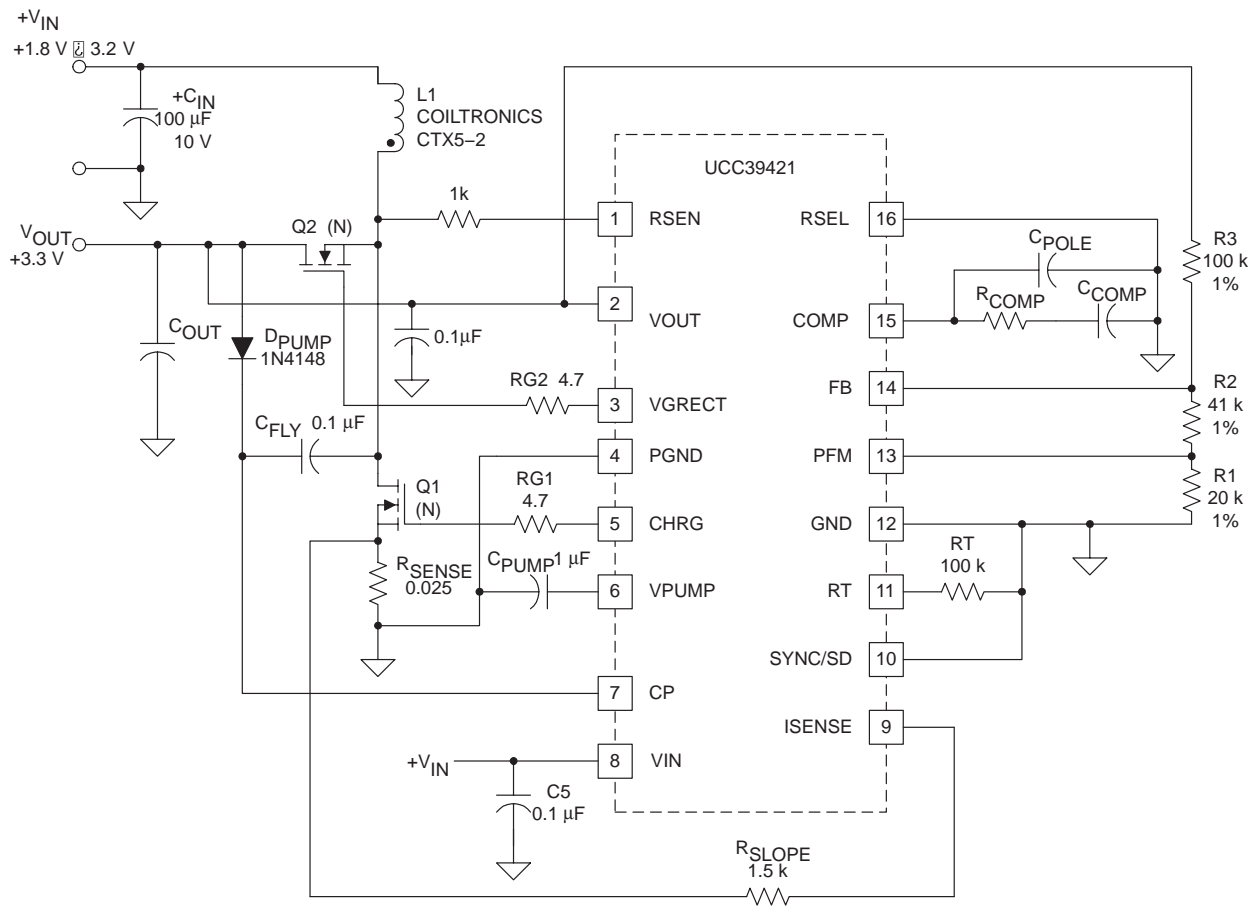 +VIN
+1.8 V ⍰ 3.2 V
+CIN
100 μF
10 V
L1
COILTRONICS
CTX5–2
UCC39421
1k
1 RSEN
RSEL 16
Q2 (N)
VOUT
+3.3 V
CPOLE
R3
100 k
1%
2 VOUT
RCOMP
CCOMP
COMP 15
COUT
DPUMP
1N4148
0.1μF
RG2 4.7
3 VGRECT
FB 14
R2
41 k
1%
CFLY 0.1 μF
4 PGND
PFM 13
Q1
(N)
RG1
4.7
5 CHRG
GND 12
R1
20 k
1%
RSENSE
0.025
CPUMP 1 μF
6 VPUMP
RT 11
RT
100 k
SYNC/SD 10
7 CP
ISENSE 9
+VIN
8 VIN
C5
0.1 μF
RSLOPE
1.5 k